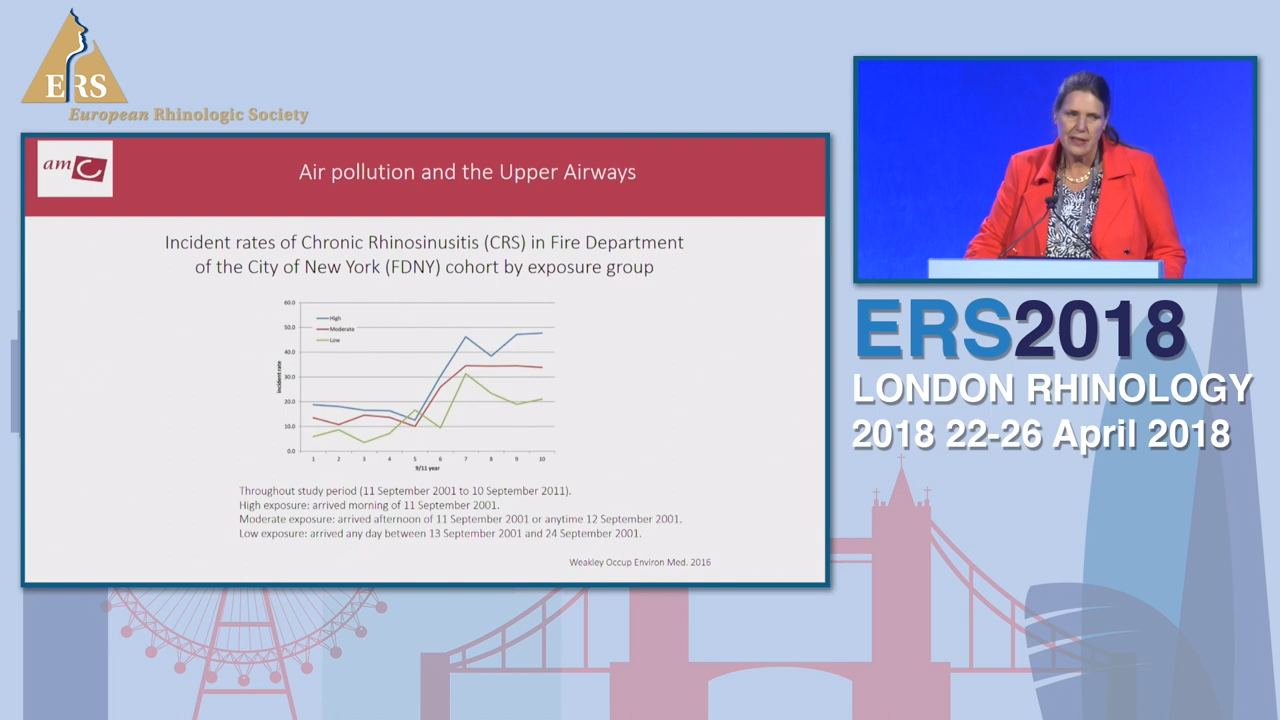 ERS
European Rhinologic Society
amC
Air pollution and the Upper Airways
Incident rates of Chronic Rhinosinusitis (CRS) in Fire Department
of the City of New York (FDNY) cohort by exposure group
60.0
50.0
40.0
30.0
20.0
10.0
0.0
Incident rate
High
Moderate
Low
1 2 3 4 5 6 7 8 9 10
9/11 year
Throughout study period (11 September 2001 to 10 September 2011).
High exposure: arrived morning of 11 September 2001.
Moderate exposure: arrived afternoon of 11 September 2001 or anytime 12 September 2001.
Low exposure: arrived any day between 13 September 2001 and 24 September 2001.
Weakley Occup Environ Med. 2016
ERS2018
LONDON RHINOLOGY
2018 22-26 April 2018